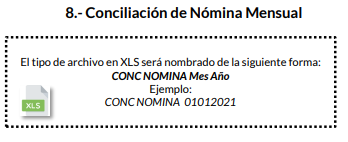 8.- Conciliación de Nómina Mensual
El tipo de archivo en XLS será nombrado de la siguiente forma:
CONC NOMINA Mes Año
Ejemplo:
CONC NOMINA 01012021
XLS